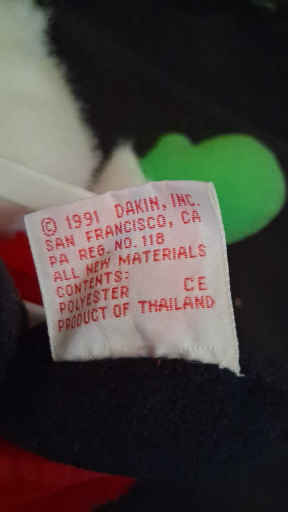 © 1991 DAKIN, INC.
SAN FRANCISCO, CA
PA REG. NO. 118
ALL NEW MATERIALS
CONTENTS:
POLYESTER CE
PRODUCT OF THAILAND